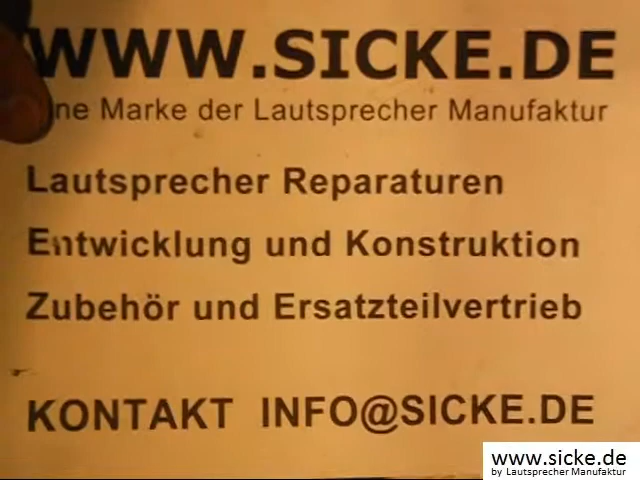 WWW.SICKE.DE
ne Marke der Lautsprecher Manufaktur
Lautsprecher Reparaturen
Entwicklung und Konstruktion
Zubehör und Ersatzteilvertrieb
KONTAKT INFO@SICKE.DE
www.sicke.de
by Lautsprecher Manufaktur